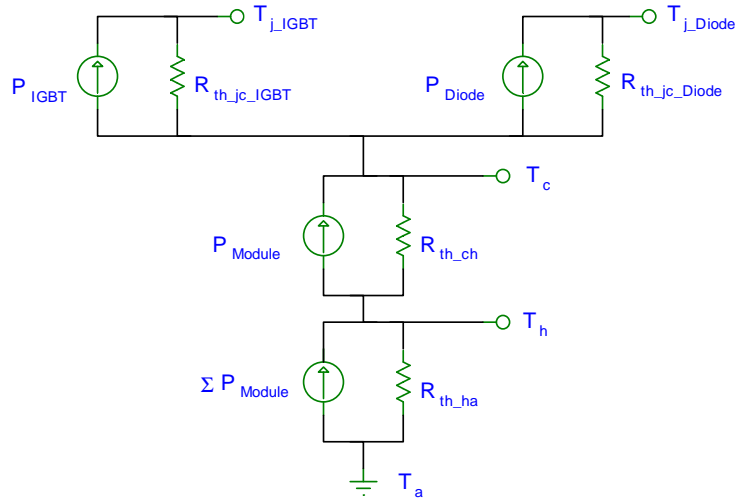 T j_IGBT
T j_Diode
P IGBT
R th_jc_IGBT
P Diode
R th_jc_Diode
T c
P Module
R th_ch
T h
Σ P Module
R th_ha
T a